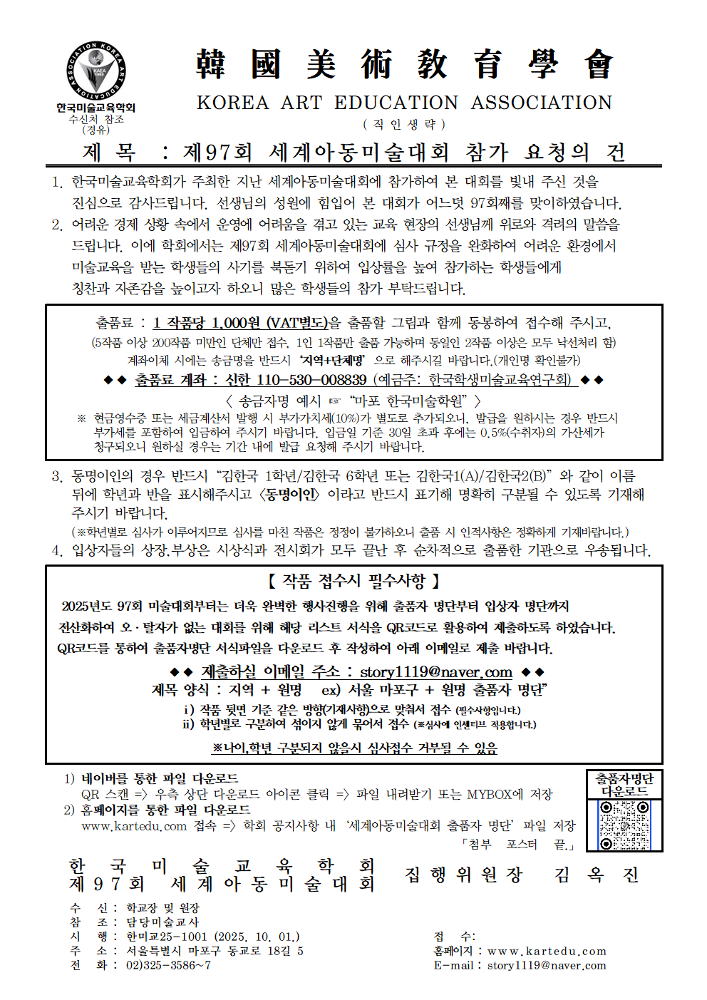 ASSOCIATION KOREA ART EDUCATION
KAEA
한국미술교육학회
수신처 참조
(경유)
韓國美術教育學會
KOREA ART EDUCATION ASSOCIATION
( 직 인 생 략 )
제 목 : 제97회 세계아동미술대회 참가 요청의 건
1. 한국미술교육학회가 주최한 지난 세계아동미술대회에 참가하여 본 대회를 빛내 주신 것을
진심으로 감사드립니다. 선생님의 성원에 힘입어 본 대회가 어느덧 97회째를 맞이하였습니다.
2. 어려운 경제 상황 속에서 운영에 어려움을 겪고 있는 교육 현장의 선생님께 위로와 격려의 말씀을
드립니다. 이에 학회에서는 제97회 세계아동미술대회에 심사 규정을 완화하여 어려운 환경에서
미술교육을 받는 학생들의 사기를 북돋기 위하여 입상률을 높여 참가하는 학생들에게
칭찬과 자존감을 높이고자 하오니 많은 학생들의 참가 부탁드립니다.
출품료 : 1 작품당 1,000원 (VAT별도)을 출품할 그림과 함께 동봉하여 접수해 주시고,
(5작품 이상 200작품 미만인 단체만 접수, 1인 1작품만 출품 가능하며 동일인 2작품 이상은 모두 낙선처리 함)
계좌이체 시에는 송금명을 반드시 ‘지역+단체명’ 으로 해주시길 바랍니다.(개인명 확인불가)
◆ ◆ 출품료 계좌 : 신한 110-530-008839 (예금주: 한국학생미술교육연구회) ◆ ◆
< 송금자명 예시 ☞ “마포 한국미술학원” >
※ 현금영수증 또는 세금계산서 발행 시 부가가치세(10%)가 별도로 추가되오니, 발급을 원하시는 경우 반드시
부가세를 포함하여 입금하여 주시기 바랍니다. 입금일 기준 30일 초과 후에는 0.5%(수취자)의 가산세가
청구되오니 원하실 경우는 기간 내에 발급 요청해 주시기 바랍니다.
3. 동명이인의 경우 반드시 “김한국 1학년/김한국 6학년 또는 김한국1(A)/김한국2(B)” 와 같이 이름
뒤에 학년과 반을 표시해주시고 <동명이인> 이라고 반드시 표기해 명확히 구분될 수 있도록 기재해
주시기 바랍니다.
(※학년별로 심사가 이루어지므로 심사를 마친 작품은 정정이 불가하오니 출품 시 인적사항은 정확하게 기재바랍니다.)
4. 입상자들의 상장,부상은 시상식과 전시회가 모두 끝난 후 순차적으로 출품한 기관으로 우송됩니다.
【 작품 접수시 필수사항 】
2025년도 97회 미술대회부터는 더욱 완벽한 행사진행을 위해 출품자 명단부터 입상자 명단까지
전산화하여 오ㆍ탈자가 없는 대회를 위해 해당 리스트 서식을 QR코드로 활용하여 제출하도록 하였습니다.
QR코드를 통하여 출품자명단 서식파일을 다운로드 후 작성하여 아래 이메일로 제출 바랍니다.
◆ ◆ 제출하실 이메일 주소 : story1119@naver.com ◆ ◆
제목 양식 : 지역 + 원명 ex) 서울 마포구 + 원명 출품자 명단”
i) 작품 뒷면 기준 같은 방향(기재사항)으로 맞춰서 접수 (필수사항입니다.)
ii) 학년별로 구분하여 섞이지 않게 묶어서 접수 (※심사에 인센티브 적용합니다.)
※나이,학년 구분되지 않을시 심사접수 거부될 수 있음
1) 네이버를 통한 파일 다운로드
QR 스캔 => 우측 상단 다운로드 아이콘 클릭 => 파일 내려받기 또는 MYBOX에 저장
2) 홈페이지를 통한 파일 다운로드
www.kartedu.com 접속 => 학회 공지사항 내 ‘세계아동미술대회 출품자 명단’ 파일 저장
「첨부 포스터 끝.」
출품자명단
다운로드
한 국 미 술 교 육 학 회
제 9 7 회 세 계 아 동 미 술 대 회
집 행 위 원 장 김 옥 진
수 신 : 학교장 및 원장
참 조 : 담당미술교사
시 행 : 한미교25-1001 (2025. 10. 01.)
접 수:
주 소 : 서울특별시 마포구 동교로 18길 5
홈페이지 : www.kartedu.com
전 화 : 02)325-3586~7
E-mail : story1119@naver.com